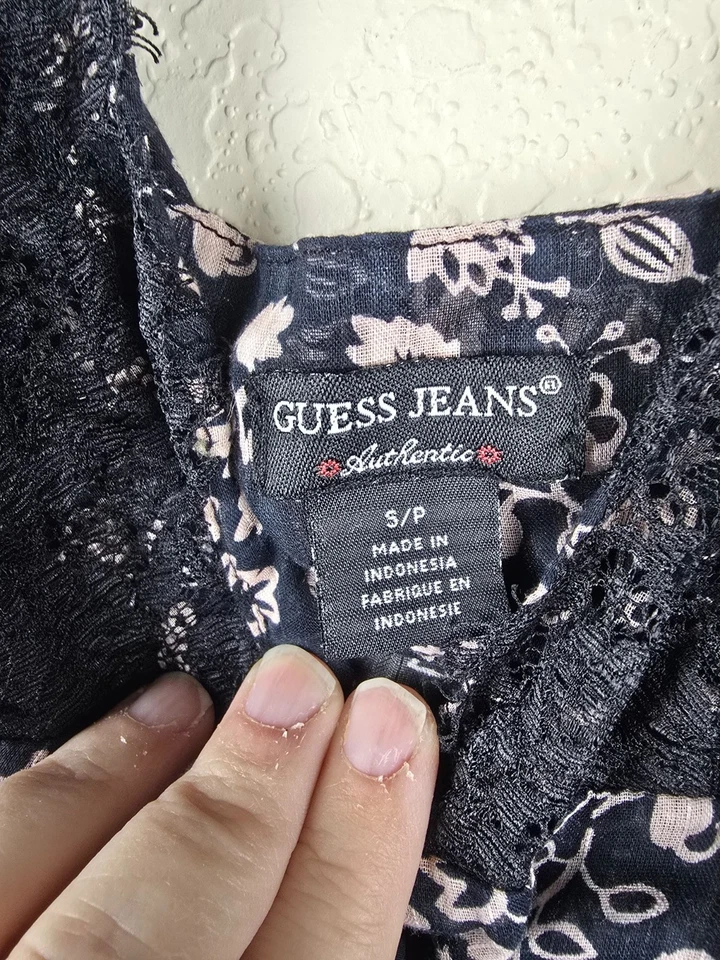 GUESS JEANS®
Authentic
S/P
MADE IN
INDONESIA
FABRIQUE EN
INDONESIE